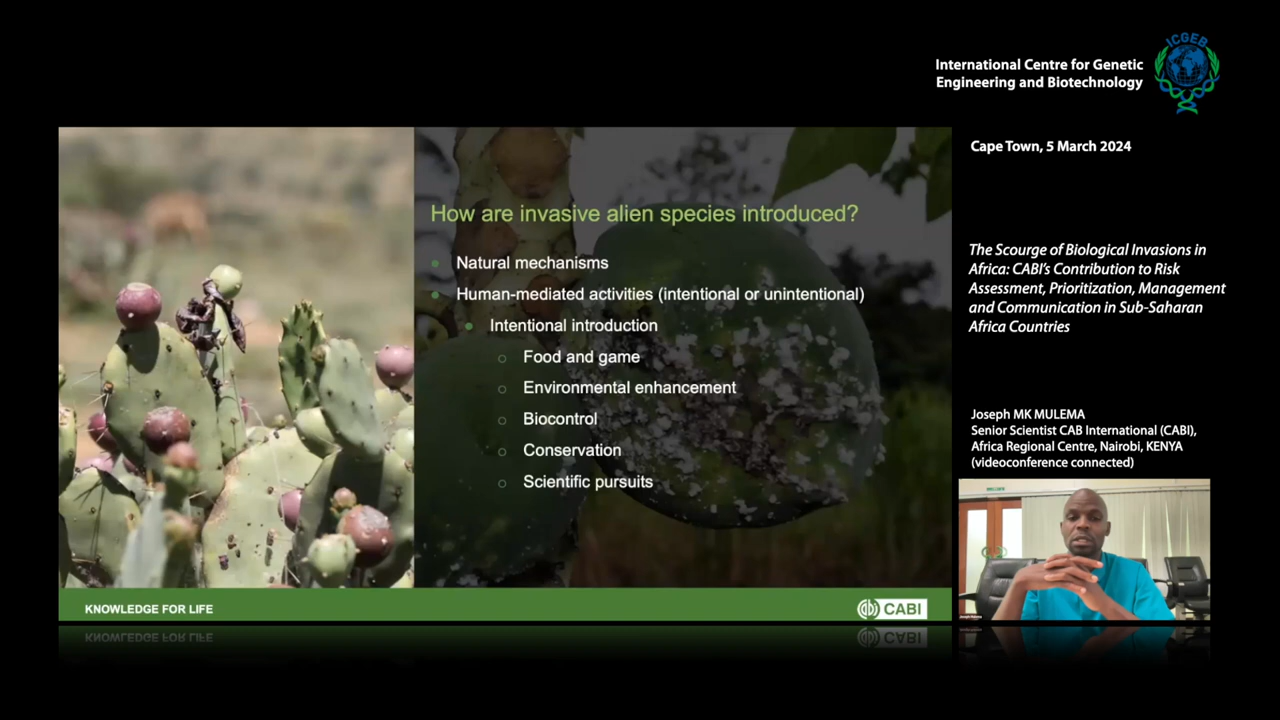 ICGEB
International Centre for Genetic
Engineering and Biotechnology
Cape Town, 5 March 2024
How are invasive alien species introduced?
Natural mechanisms
Human-mediated activities (intentional or unintentional)
Intentional introduction
Food and game
Environmental enhancement
Biocontrol
Conservation
Scientific pursuits
KNOWLEDGE FOR LIFE
CABI
The Scourge of Biological Invasions in
Africa: CABI's Contribution to Risk
Assessment, Prioritization, Management
and Communication in Sub-Saharan
Africa Countries
Joseph MK MULEMA
Senior Scientist CAB International (CABI),
Africa Regional Centre, Nairobi, KENYA
(videoconference connected)
Joseph Mulema